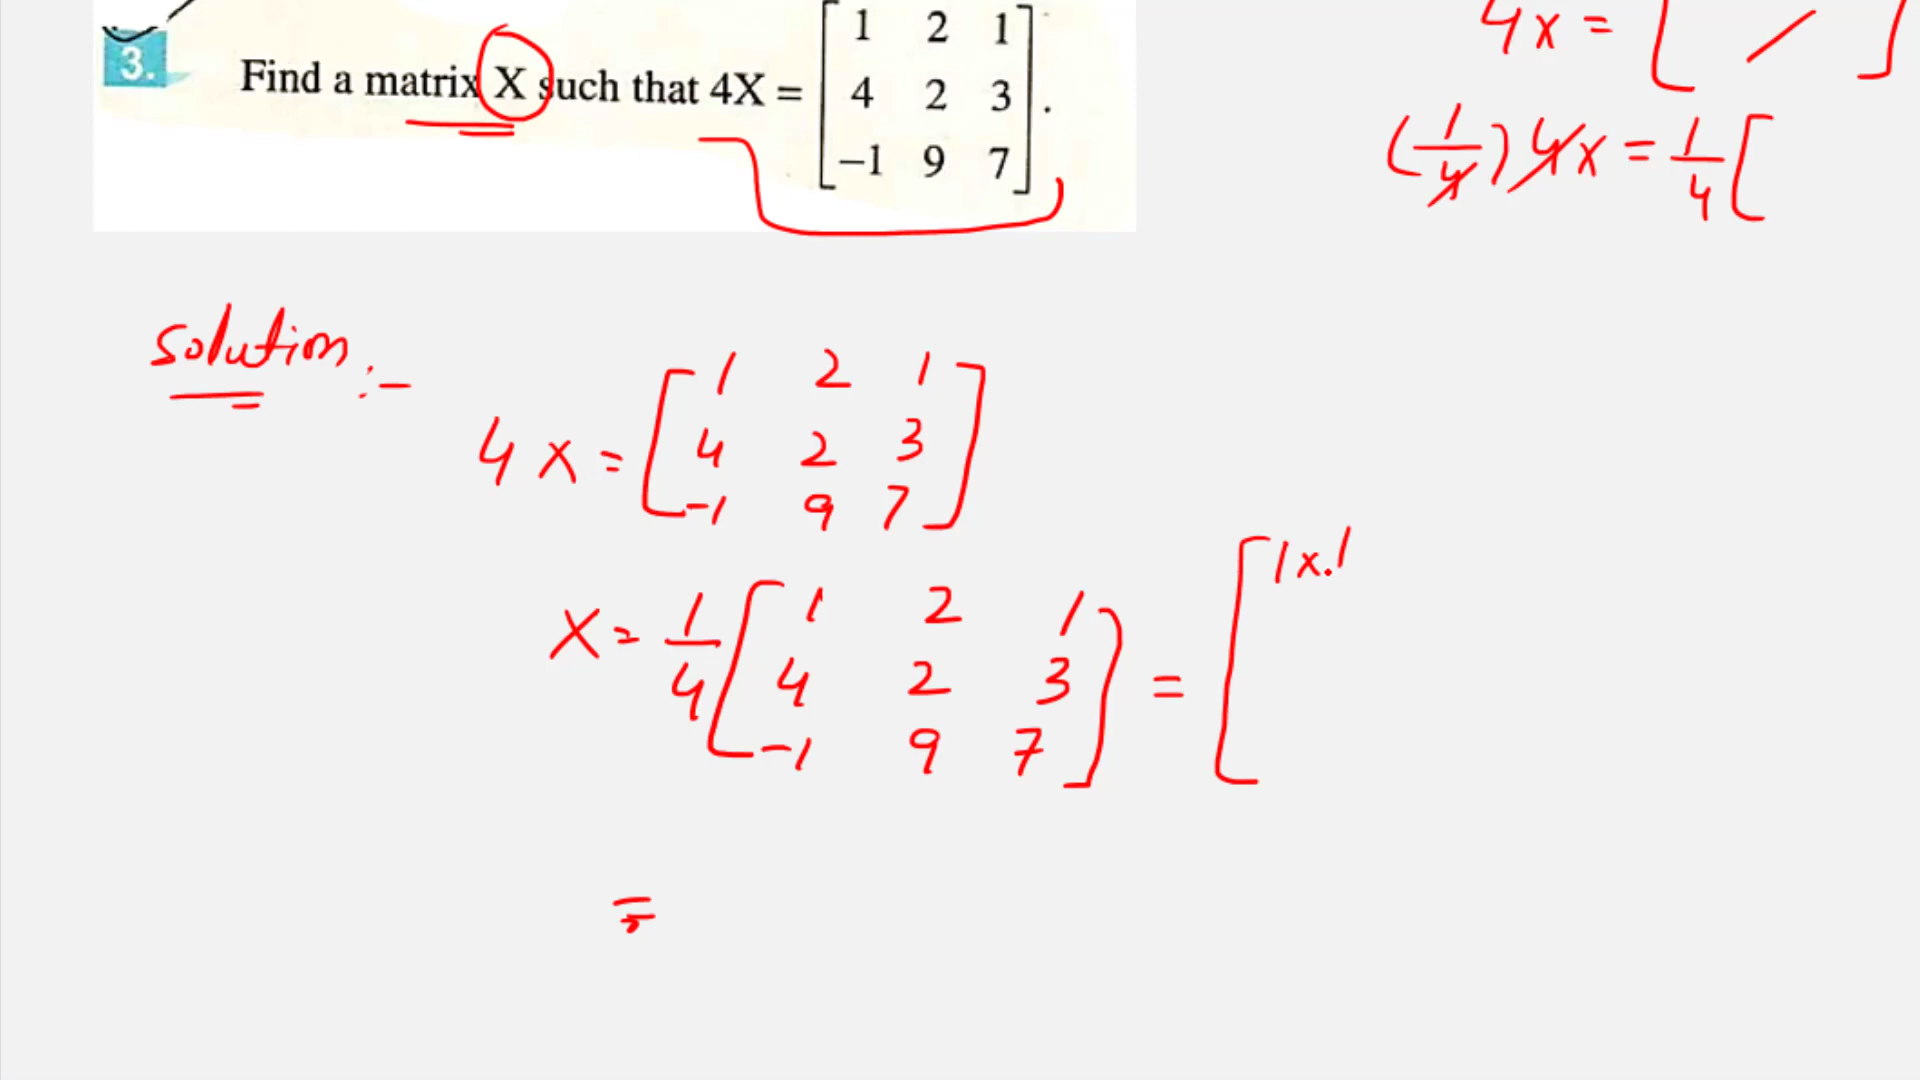 3. Find a matrix X such that 4X = [1 2 1
4 2 3
-1 9 7].
4x = [ ]
(1/4) 4x = 1/4 [
Solution :-
4x = [1 2 1
4 2 3
-1 9 7]
X = 1/4 [1 2 1
4 2 3
-1 9 7] = [1x.1
=